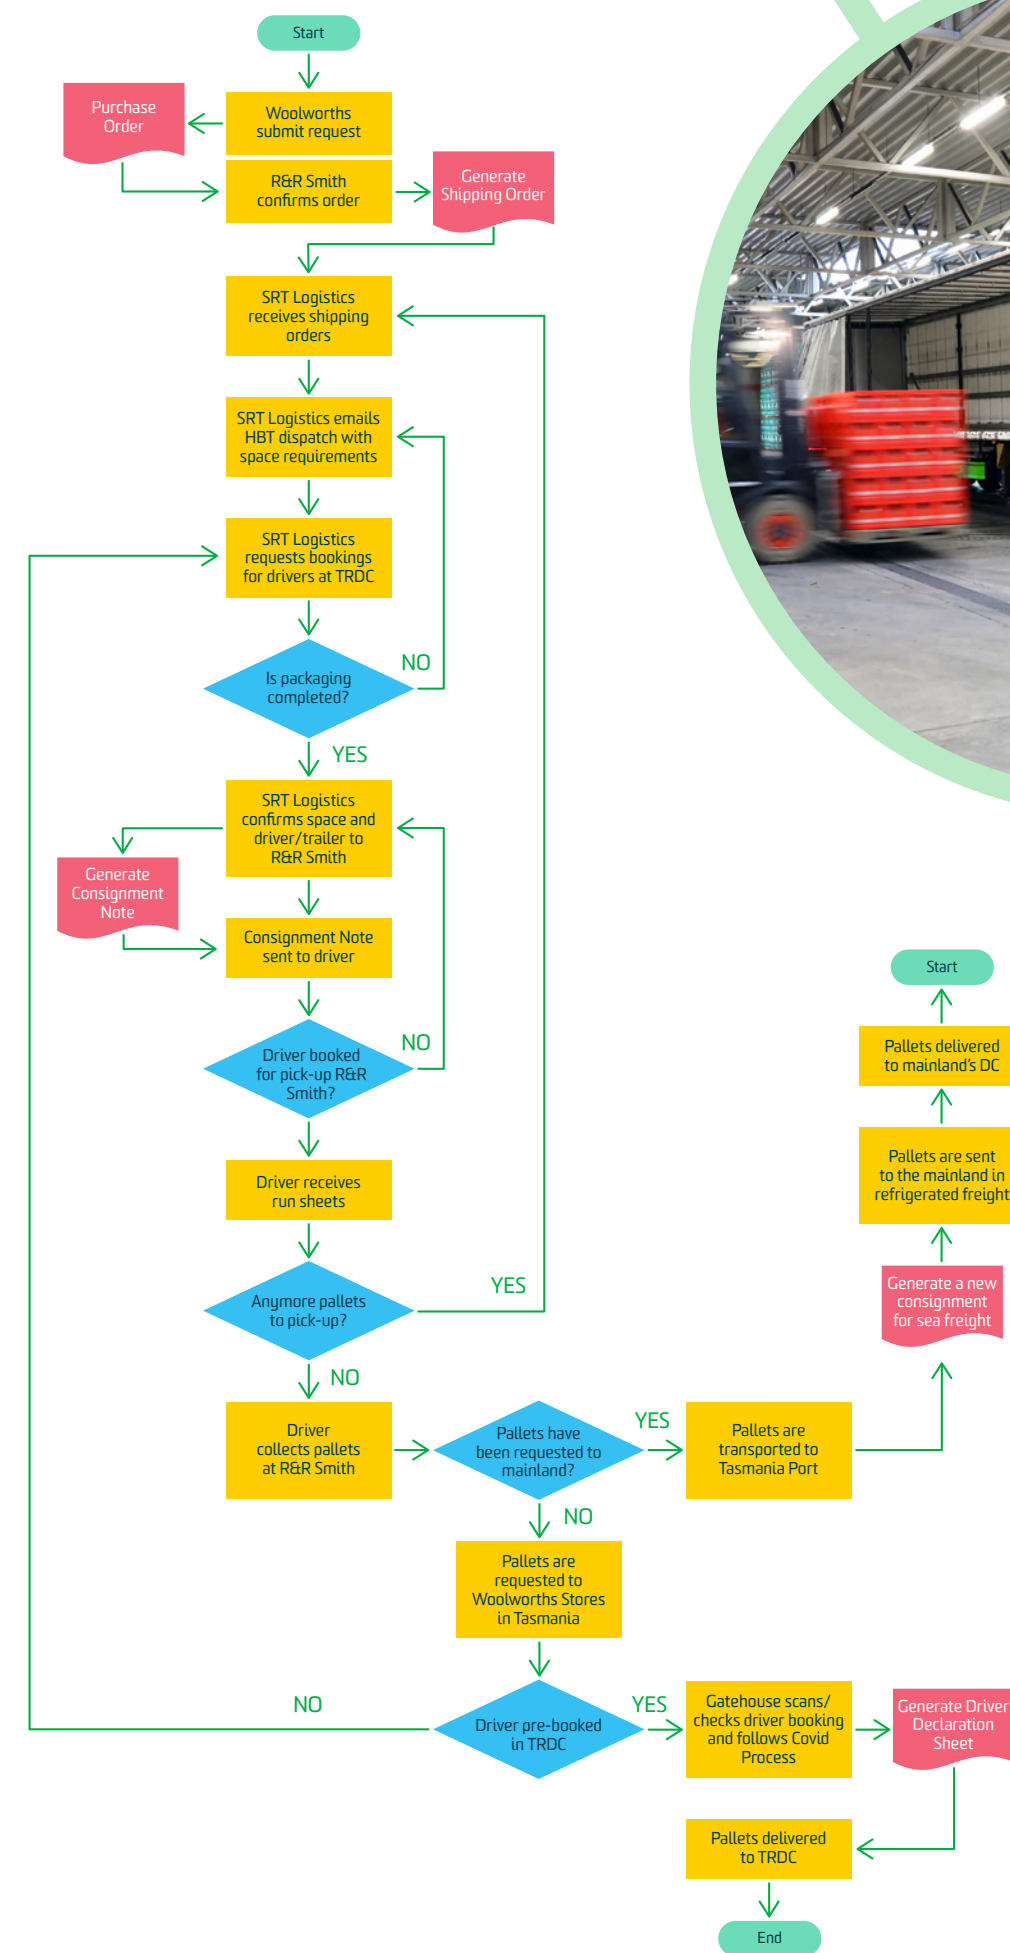 Start
Purchase
Order
Woolworths
submit request
R&R Smith
confirms order
Generate
Shipping Order
SRT Logistics
receives shipping
orders
SRT Logistics emails
HBT dispatch with
space requirements
SRT Logistics
requests bookings
for drivers at TRDC
Is packaging
completed?
NO
YES
SRT Logistics
confirms space and
driver/trailer to
R&R Smith
Generate
Consignment
Note
Consignment Note
sent to driver
Driver booked
for pick-up R&R
Smith?
NO
Driver receives
run sheets
Anymore pallets
to pick-up?
YES
NO
Driver
collects pallets
at R&R Smith
Pallets have
been requested to
mainland?
YES
Pallets are
transported to
Tasmania Port
Generate a new
consignment
for sea freight
Pallets are sent
to the mainland in
refrigerated freight
Pallets delivered
to mainland's DC
Start
NO
Pallets are
requested to
Woolworths Stores
in Tasmania
Driver pre-booked
in TRDC
NO
YES
Gatehouse scans/
checks driver booking
and follows Covid
Process
Generate Driver
Declaration
Sheet
Pallets delivered
to TRDC
End